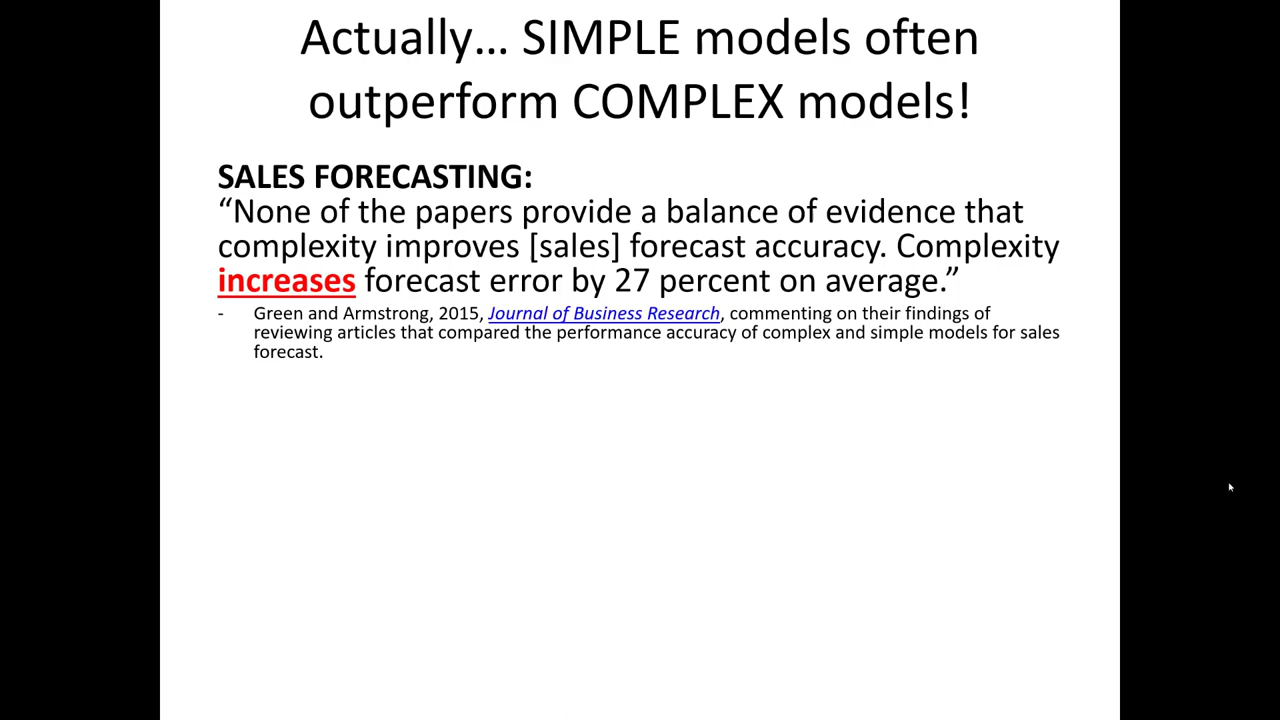 Actually… SIMPLE models often
outperform COMPLEX models!
SALES FORECASTING:
“None of the papers provide a balance of evidence that
complexity improves [sales] forecast accuracy. Complexity
increases forecast error by 27 percent on average.”
- Green and Armstrong, 2015, Journal of Business Research, commenting on their findings of
reviewing articles that compared the performance accuracy of complex and simple models for sales
forecast.